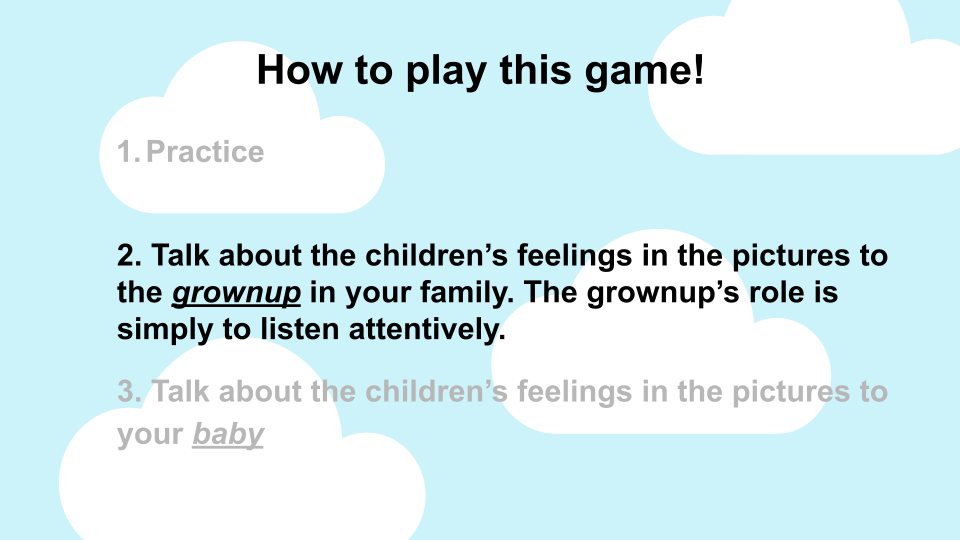 How to play this game!
1. Practice
2. Talk about the children’s feelings in the pictures to
the grownup in your family. The grownup’s role is
simply to listen attentively.
3. Talk about the children’s feelings in the pictures to
your baby